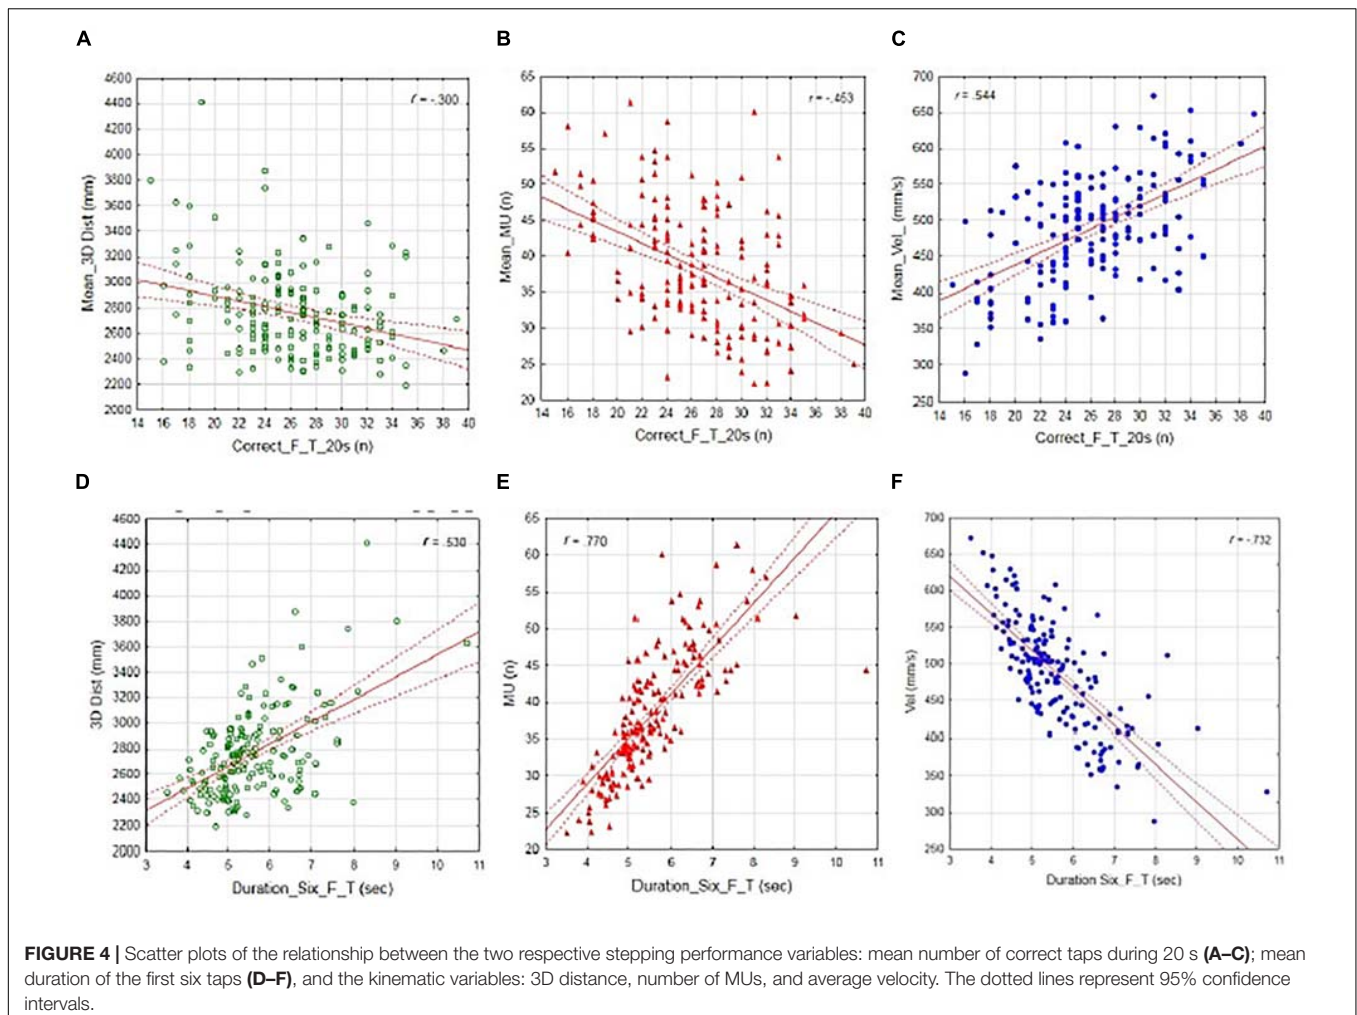 A
B
C
4600
4400
4200
4000
3800
3600
3400
3200
3000
2800
2600
2400
2200
2000
Mean_3D Dist (mm)
r = -.300
14 16 18 20 22 24 26 28 30 32 34 36 38 40
Correct_F_T_20s (n)
65
60
55
50
45
40
35
30
25
20
Mean_MU (n)
r = -.453
14 16 18 20 22 24 26 28 30 32 34 36 38 40
Correct_F_T_20s (n)
700
650
600
550
500
450
400
350
300
250
Mean_Vel_ (mm/s)
r = .544
14 16 18 20 22 24 26 28 30 32 34 36 38 40
Correct_F_T_20s (n)
D
E
F
4600
4400
4200
4000
3800
3600
3400
3200
3000
2800
2600
2400
2200
2000
3D Dist (mm)
r = .530
3 4 5 6 7 8 9 10 11
Duration_Six_F_T (sec)
65
60
55
50
45
40
35
30
25
20
MU (n)
r = .770
3 4 5 6 7 8 9 10 11
Duration_Six_F_T (sec)
700
650
600
550
500
450
400
350
300
250
Vel (mm/s)
r = -.732
3 4 5 6 7 8 9 10 11
Duration Six_F_T (sec)
FIGURE 4 | Scatter plots of the relationship between the two respective stepping performance variables: mean number of correct taps during 20 s (A–C); mean
duration of the first six taps (D–F), and the kinematic variables: 3D distance, number of MUs, and average velocity. The dotted lines represent 95% confidence
intervals.